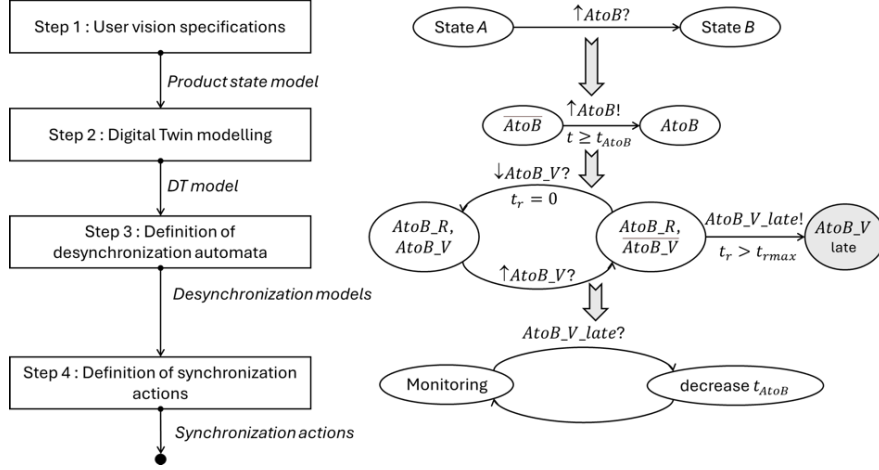 Step 1 : User vision specifications
Product state model
Step 2 : Digital Twin modelling
DT model
Step 3 : Definition of
desynchronization automata
Desynchronization models
Step 4 : Definition of synchronization
actions
Synchronization actions
State A
↑AtoB?
State B
A̅t̅o̅B̅
↑AtoB!
t ≥ t_AtoB
AtoB
↓AtoB_V?
t_r = 0
AtoB_R,
AtoB_V
AtoB_R,
A̅t̅o̅B̅_̅V̅
↑AtoB_V?
AtoB_V_late!
t_r > t_rmax
AtoB_V
late
AtoB_V_late?
Monitoring
decrease t_AtoB